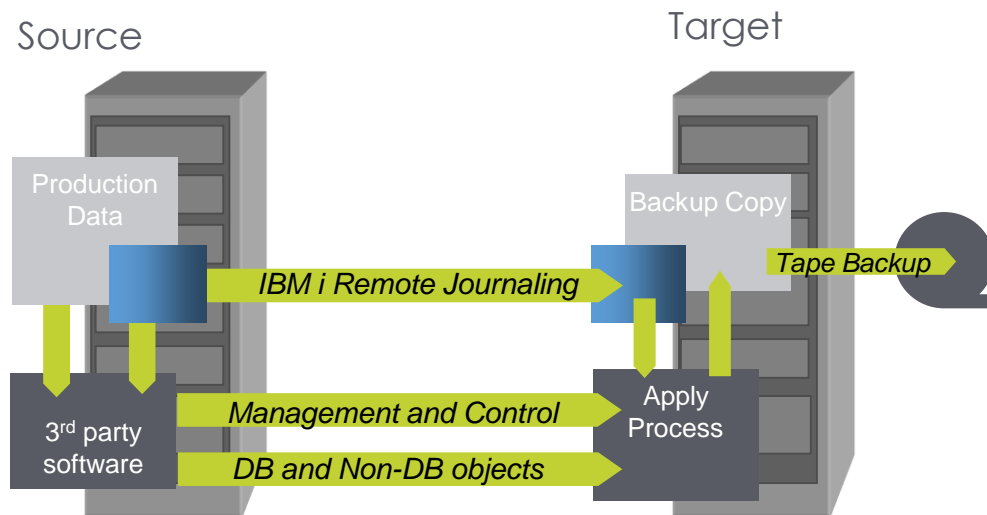 Source
Target
Production
Data
Backup Copy
Tape Backup
IBM i Remote Journaling
3rd party
software
Management and Control
Apply
Process
DB and Non-DB objects